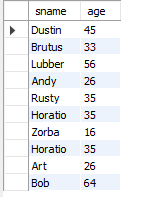 sname age
Dustin 45
Brutus 33
Lubber 56
Andy 26
Rusty 35
Horatio 35
Zorba 16
Horatio 35
Art 26
Bob 64